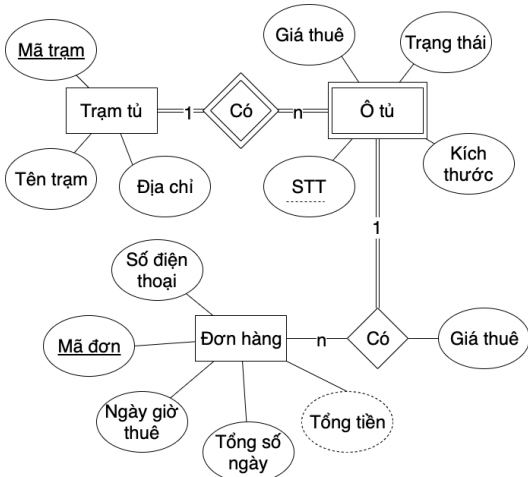 Mã trạm
Giá thuê
Trạng thái
Trạm tủ
1
Có
n
Ô tủ
Tên trạm
Địa chỉ
STT
Kích
thước
1
Số điện
thoại
Mã đơn
Đơn hàng
n
Có
Giá thuê
Ngày giờ
thuê
Tổng số
ngày
Tổng tiền